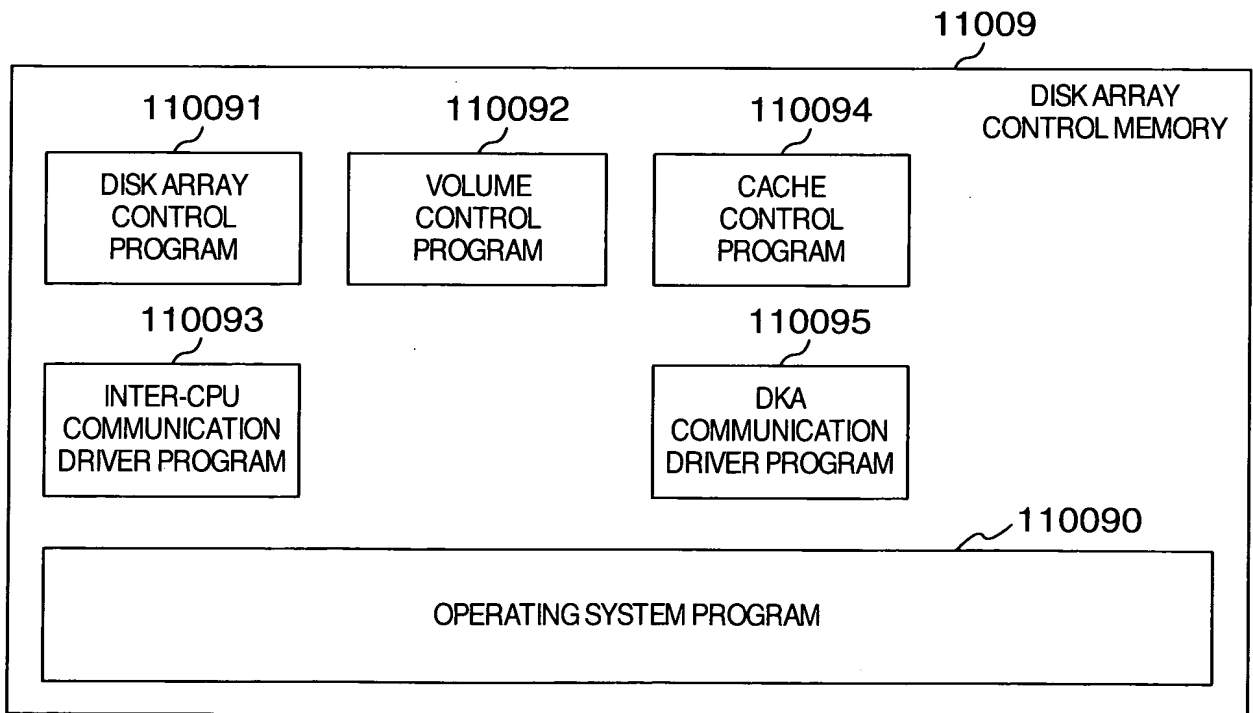 11009
DISK ARRAY
CONTROL MEMORY
110091
DISK ARRAY
CONTROL
PROGRAM
110092
VOLUME
CONTROL
PROGRAM
110094
CACHE
CONTROL
PROGRAM
110093
INTER-CPU
COMMUNICATION
DRIVER PROGRAM
110095
DKA
COMMUNICATION
DRIVER PROGRAM
110090
OPERATING SYSTEM PROGRAM